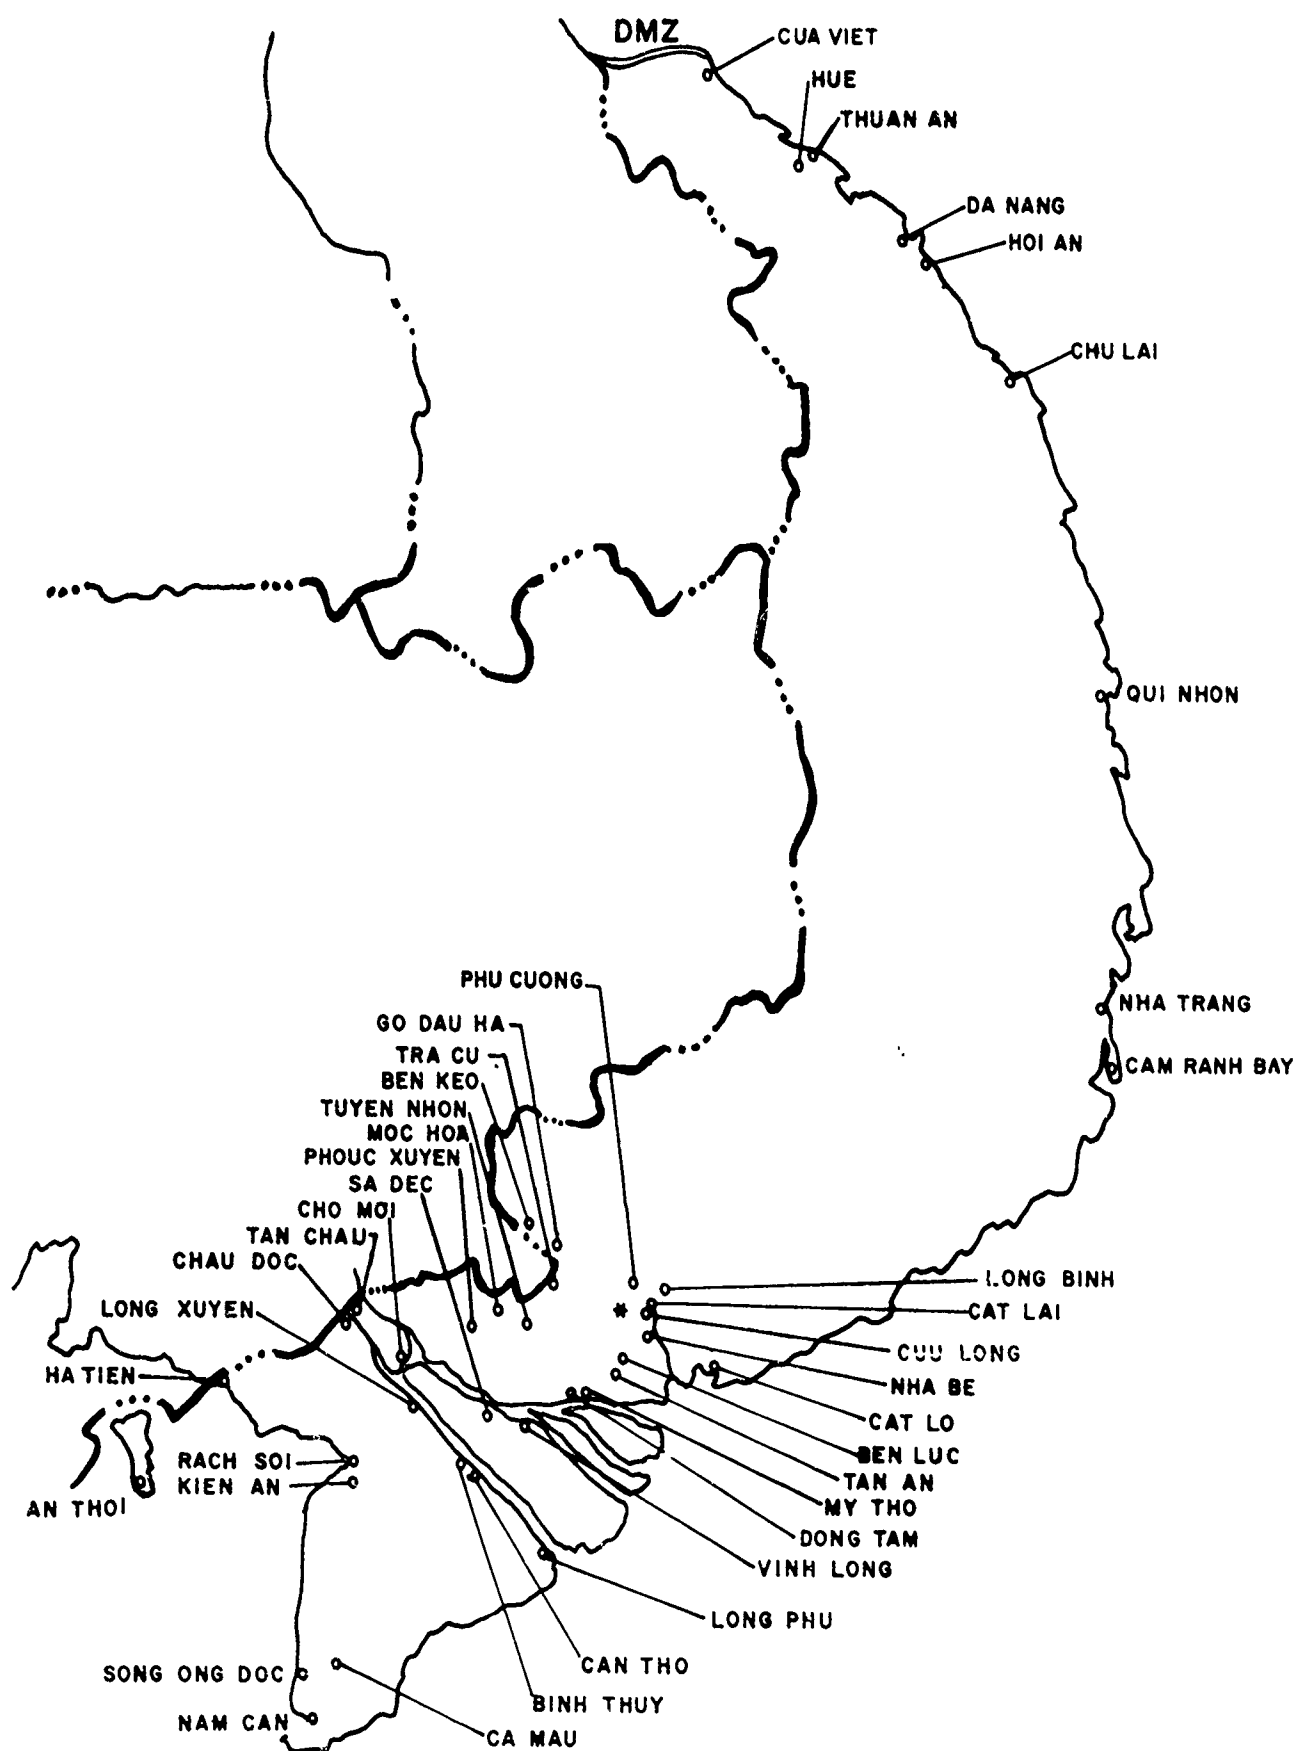 DMZ
CUA VIET
HUE
THUAN AN
DA NANG
HOI AN
CHU LAI
QUI NHON
NHA TRANG
CAM RANH BAY
PHU CUONG
GO DAU HA
TRA CU
BEN KEO
TUYEN NHON
MOC HOA
PHOUC XUYEN
SA DEC
CHO MOI
TAN CHAU
CHAU DOC
LONG XUYEN
HA TIEN
RACH SOI
KIEN AN
AN THOI
LONG BINH
CAT LAI
CUU LONG
NHA BE
CAT LO
BEN LUC
TAN AN
MY THO
DONG TAM
VINH LONG
LONG PHU
CAN THO
BINH THUY
CA MAU
SONG ONG DOC
NAM CAN
*